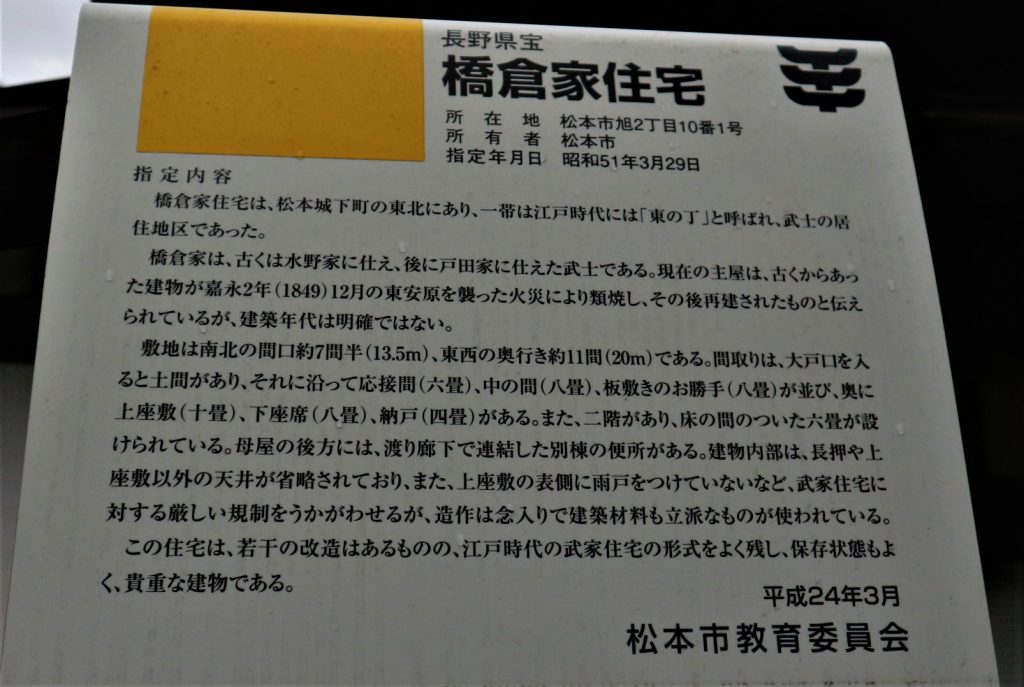 長野県宝
橋倉家住宅
所在地 松本市旭2丁目10番1号
所有者 松本市
指定年月日 昭和51年3月29日
指定内容
橋倉家住宅は、松本城下町の東北にあり、一帯は江戸時代には「東の丁」と呼ばれ、武士の居
住地区であった。
橋倉家は、古くは水野家に仕え、後に戸田家に仕えた武士である。現在の主屋は、古くからあっ
た建物が嘉永2年(1849)12月の東安原を襲った火災により類焼し、その後再建されたものと伝え
られているが、建築年代は明確ではない。
敷地は南北の間口約7間半(13.5m)、東西の奥行き約11間(20m)である。間取りは、大戸口を入
ると土間があり、それに沿って応接間(六畳)、中の間(八畳)、板敷きのお勝手(八畳)が並び、奥に
上座敷(十畳)、下座席(八畳)、納戸(四畳)がある。また、二階があり、床の間のついた六畳が設
けられている。母屋の後方には、渡り廊下で連結した別棟の便所がある。建物内部は、長押や上
座敷以外の天井が省略されており、また、上座敷の表側に雨戸をつけていないなど、武家住宅に
対する厳しい規制をうかがわせるが、造作は念入りで建築材料も立派なものが使われている。
この住宅は、若干の改造はあるものの、江戸時代の武家住宅の形式をよく残し、保存状態もよ
く、貴重な建物である。
平成24年3月
松本市教育委員会